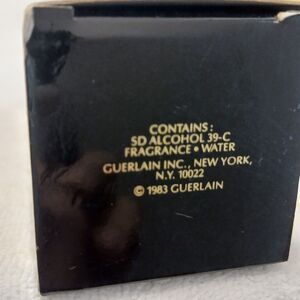 CONTAINS:
SD ALCOHOL 39-C
FRAGRANCE • WATER
GUERLAIN INC., NEW YORK,
N.Y. 10022
© 1983 GUERLAIN